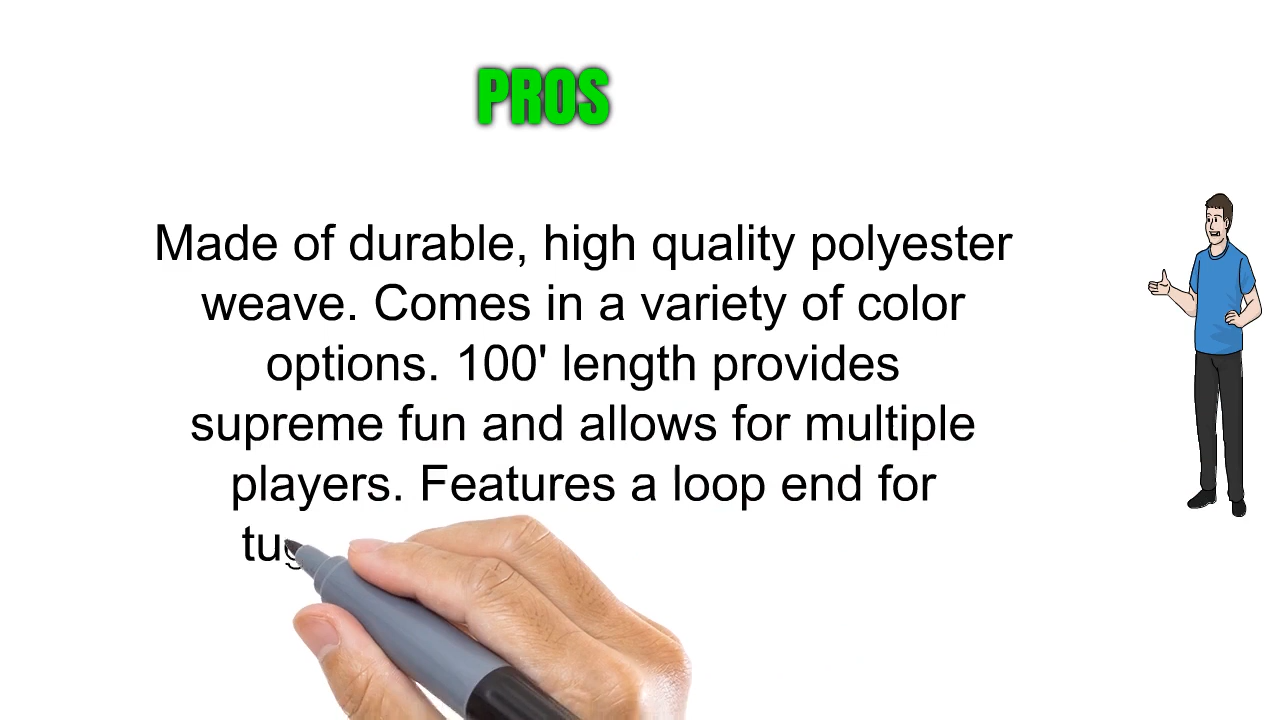 PROS
Made of durable, high quality polyester
weave. Comes in a variety of color
options. 100' length provides
supreme fun and allows for multiple
players. Features a loop end for
tug